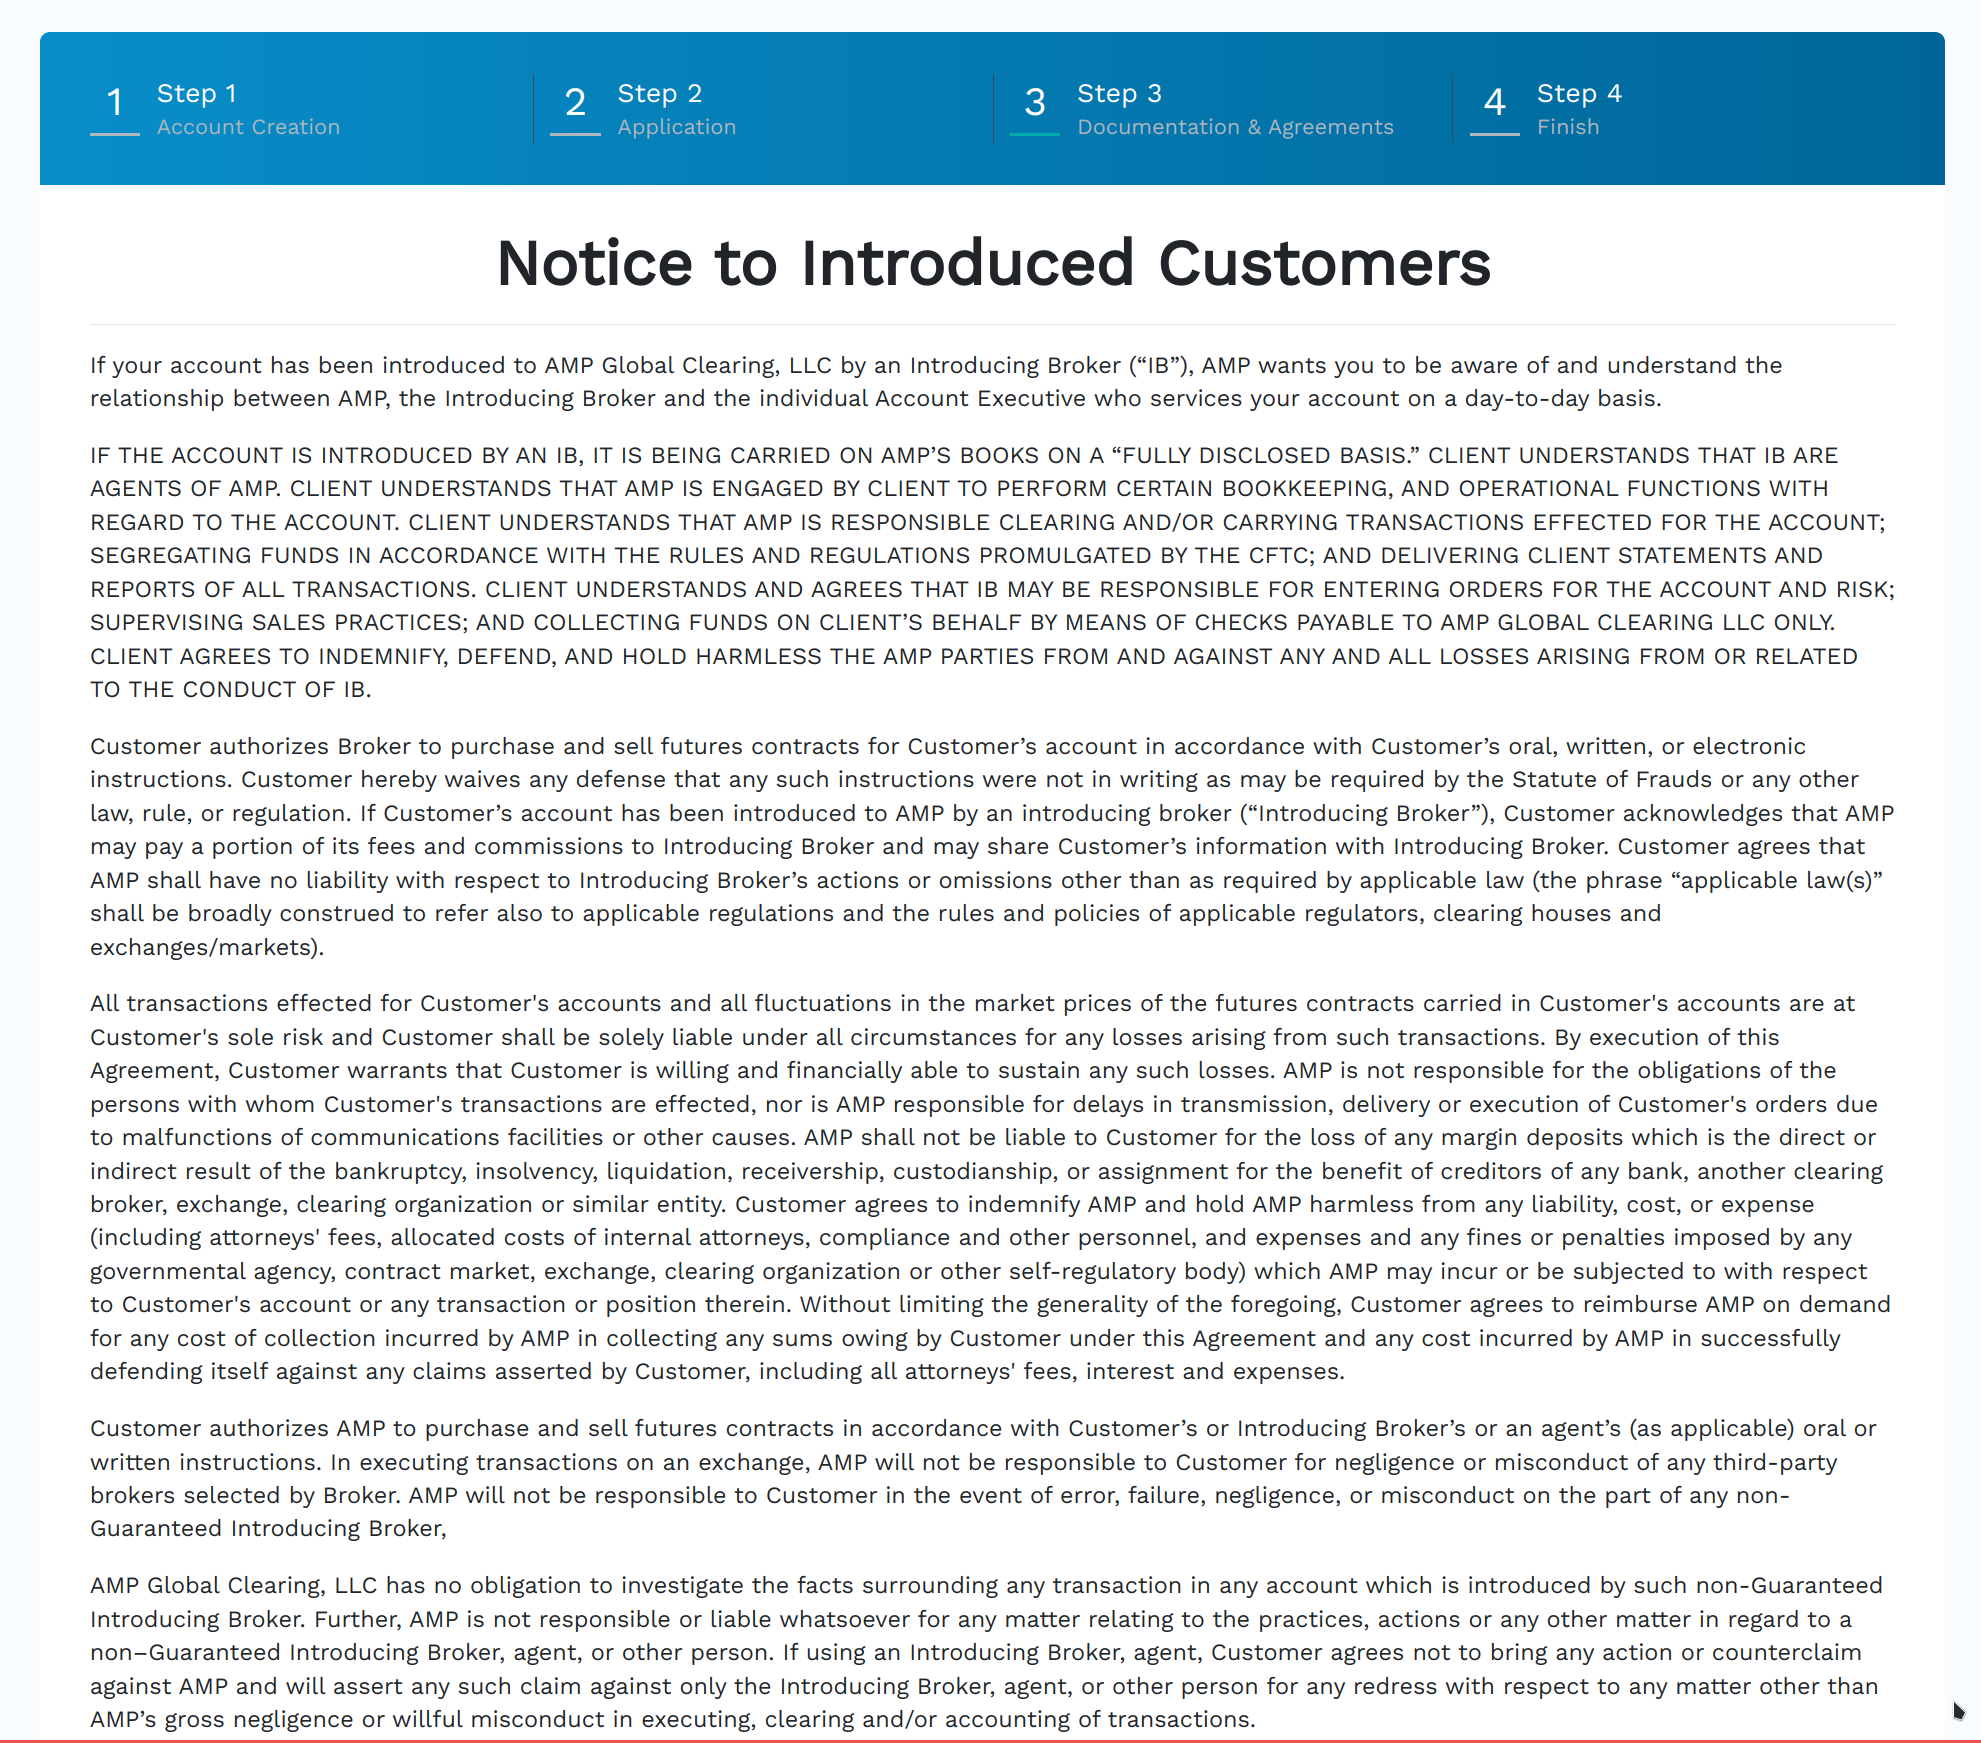 1
Step 1
Account Creation
2
Step 2
Application
3
Step 3
Documentation & Agreements
4
Step 4
Finish
Notice to Introduced Customers
If your account has been introduced to AMP Global Clearing, LLC by an Introducing Broker (“IB”), AMP wants you to be aware of and understand the
relationship between AMP, the Introducing Broker and the individual Account Executive who services your account on a day-to-day basis.
IF THE ACCOUNT IS INTRODUCED BY AN IB, IT IS BEING CARRIED ON AMP’S BOOKS ON A “FULLY DISCLOSED BASIS.” CLIENT UNDERSTANDS THAT IB ARE
AGENTS OF AMP. CLIENT UNDERSTANDS THAT AMP IS ENGAGED BY CLIENT TO PERFORM CERTAIN BOOKKEEPING, AND OPERATIONAL FUNCTIONS WITH
REGARD TO THE ACCOUNT. CLIENT UNDERSTANDS THAT AMP IS RESPONSIBLE CLEARING AND/OR CARRYING TRANSACTIONS EFFECTED FOR THE ACCOUNT;
SEGREGATING FUNDS IN ACCORDANCE WITH THE RULES AND REGULATIONS PROMULGATED BY THE CFTC; AND DELIVERING CLIENT STATEMENTS AND
REPORTS OF ALL TRANSACTIONS. CLIENT UNDERSTANDS AND AGREES THAT IB MAY BE RESPONSIBLE FOR ENTERING ORDERS FOR THE ACCOUNT AND RISK;
SUPERVISING SALES PRACTICES; AND COLLECTING FUNDS ON CLIENT’S BEHALF BY MEANS OF CHECKS PAYABLE TO AMP GLOBAL CLEARING LLC ONLY.
CLIENT AGREES TO INDEMNIFY, DEFEND, AND HOLD HARMLESS THE AMP PARTIES FROM AND AGAINST ANY AND ALL LOSSES ARISING FROM OR RELATED
TO THE CONDUCT OF IB.
Customer authorizes Broker to purchase and sell futures contracts for Customer’s account in accordance with Customer’s oral, written, or electronic
instructions. Customer hereby waives any defense that any such instructions were not in writing as may be required by the Statute of Frauds or any other
law, rule, or regulation. If Customer’s account has been introduced to AMP by an introducing broker (“Introducing Broker”), Customer acknowledges that AMP
may pay a portion of its fees and commissions to Introducing Broker and may share Customer’s information with Introducing Broker. Customer agrees that
AMP shall have no liability with respect to Introducing Broker’s actions or omissions other than as required by applicable law (the phrase “applicable law(s)”
shall be broadly construed to refer also to applicable regulations and the rules and policies of applicable regulators, clearing houses and
exchanges/markets).
All transactions effected for Customer's accounts and all fluctuations in the market prices of the futures contracts carried in Customer's accounts are at
Customer's sole risk and Customer shall be solely liable under all circumstances for any losses arising from such transactions. By execution of this
Agreement, Customer warrants that Customer is willing and financially able to sustain any such losses. AMP is not responsible for the obligations of the
persons with whom Customer's transactions are effected, nor is AMP responsible for delays in transmission, delivery or execution of Customer's orders due
to malfunctions of communications facilities or other causes. AMP shall not be liable to Customer for the loss of any margin deposits which is the direct or
indirect result of the bankruptcy, insolvency, liquidation, receivership, custodianship, or assignment for the benefit of creditors of any bank, another clearing
broker, exchange, clearing organization or similar entity. Customer agrees to indemnify AMP and hold AMP harmless from any liability, cost, or expense
(including attorneys' fees, allocated costs of internal attorneys, compliance and other personnel, and expenses and any fines or penalties imposed by any
governmental agency, contract market, exchange, clearing organization or other self-regulatory body) which AMP may incur or be subjected to with respect
to Customer's account or any transaction or position therein. Without limiting the generality of the foregoing, Customer agrees to reimburse AMP on demand
for any cost of collection incurred by AMP in collecting any sums owing by Customer under this Agreement and any cost incurred by AMP in successfully
defending itself against any claims asserted by Customer, including all attorneys' fees, interest and expenses.
Customer authorizes AMP to purchase and sell futures contracts in accordance with Customer’s or Introducing Broker’s or an agent’s (as applicable) oral or
written instructions. In executing transactions on an exchange, AMP will not be responsible to Customer for negligence or misconduct of any third-party
brokers selected by Broker. AMP will not be responsible to Customer in the event of error, failure, negligence, or misconduct on the part of any non-
Guaranteed Introducing Broker,
AMP Global Clearing, LLC has no obligation to investigate the facts surrounding any transaction in any account which is introduced by such non-Guaranteed
Introducing Broker. Further, AMP is not responsible or liable whatsoever for any matter relating to the practices, actions or any other matter in regard to a
non–Guaranteed Introducing Broker, agent, or other person. If using an Introducing Broker, agent, Customer agrees not to bring any action or counterclaim
against AMP and will assert any such claim against only the Introducing Broker, agent, or other person for any redress with respect to any matter other than
AMP’s gross negligence or willful misconduct in executing, clearing and/or accounting of transactions.